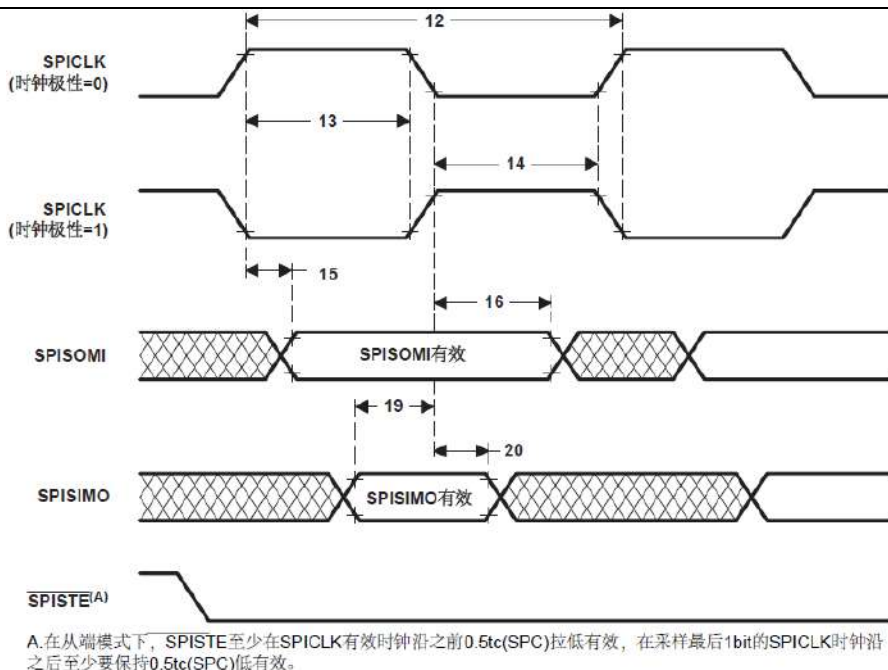 12
SPICLK
(时钟极性=0)
13
14
SPICLK
(时钟极性=1)
15
16
SPISOMI
SPISOMI有效
19
20
SPISIMO
SPISIMO有效
SPISTE(A)
A.在从端模式下，SPISTE至少在SPICLK有效时钟沿之前0.5tc(SPC)拉低有效，在采样最后1bit的SPICLK时钟沿
之后至少要保持0.5tc(SPC)低有效。